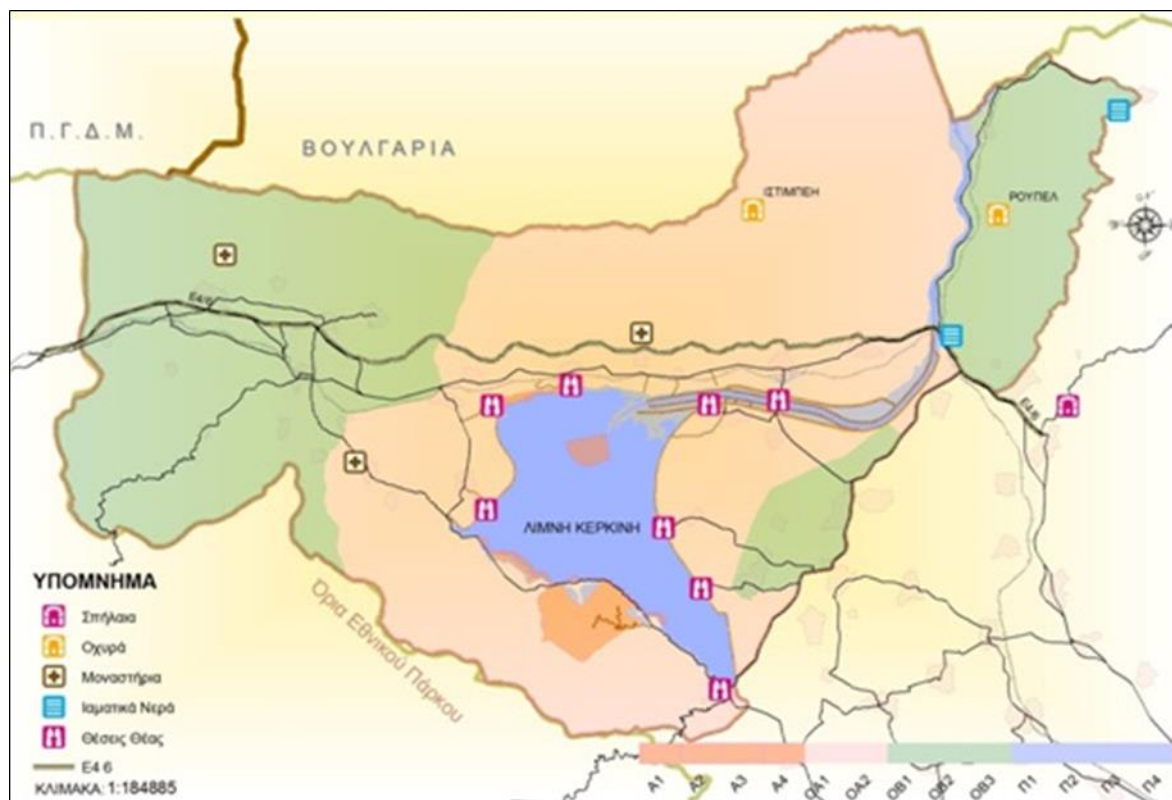 Π.Γ.Δ.Μ.
ΒΟΥΛΓΑΡΙΑ
ΙΣΤΙΜΠΕΗ
ΡΟΥΠΕΛ
Ε4/6
Ε4/6
ΛΙΜΝΗ ΚΕΡΚΙΝΗ
Όρια Εθνικού Πάρκου
ΥΠΟΜΝΗΜΑ
Σπήλαια
Οχυρά
Μοναστήρια
Ιαματικά Νερά
Θέσεις Θέας
Ε4 6
ΚΛΙΜΑΚΑ: 1:184885
Α1 Α2 Α3 Α4 ΟΑ1 ΟΑ2 ΟΒ1 ΟΒ2 ΟΒ3 Π1 Π2 Π3 Π4